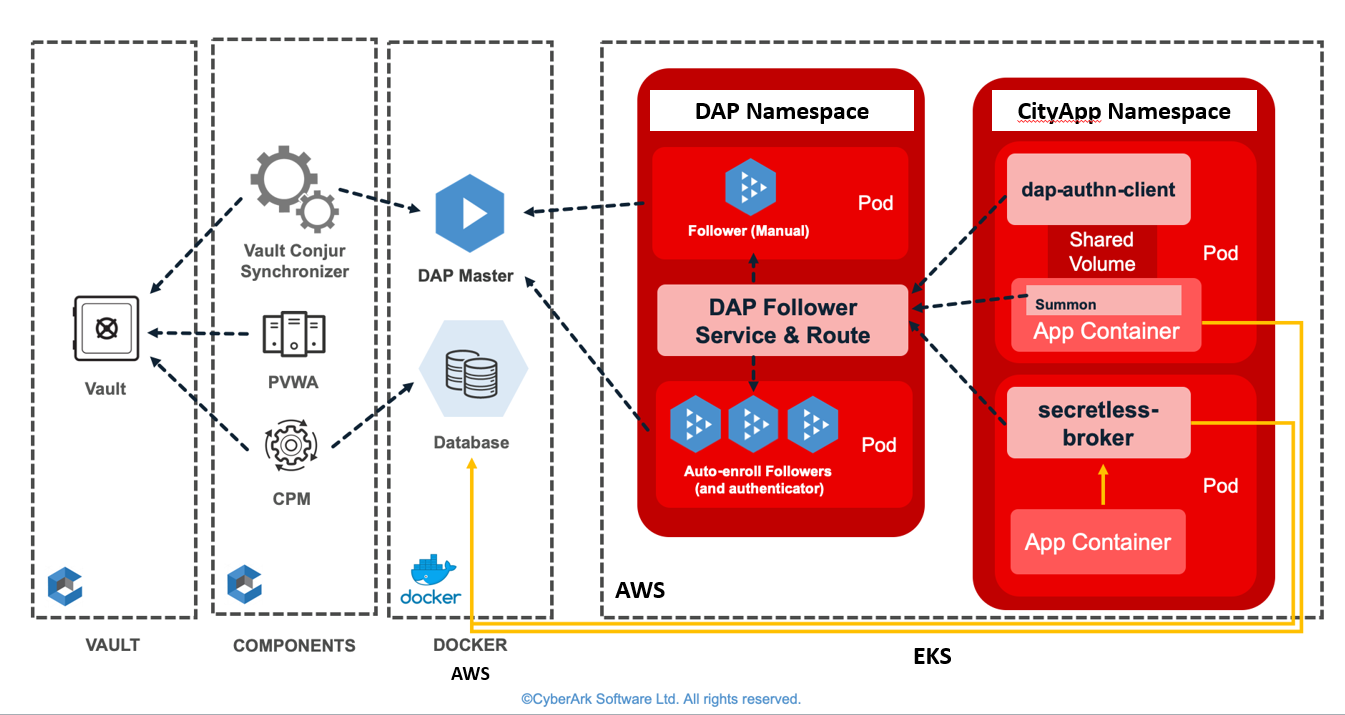 DAP Namespace
CityApp Namespace
Vault Conjur
Synchronizer
DAP Master
Follower (Manual)
Pod
dap-authn-client
Shared
Volume
Pod
Summon
App Container
DAP Follower
Service & Route
Vault
PVWA
CPM
Database
Auto-enroll Followers
(and authenticator)
Pod
secretless-
broker
Pod
App Container
docker
AWS
VAULT
COMPONENTS
DOCKER
AWS
EKS
©CyberArk Software Ltd. All rights reserved.